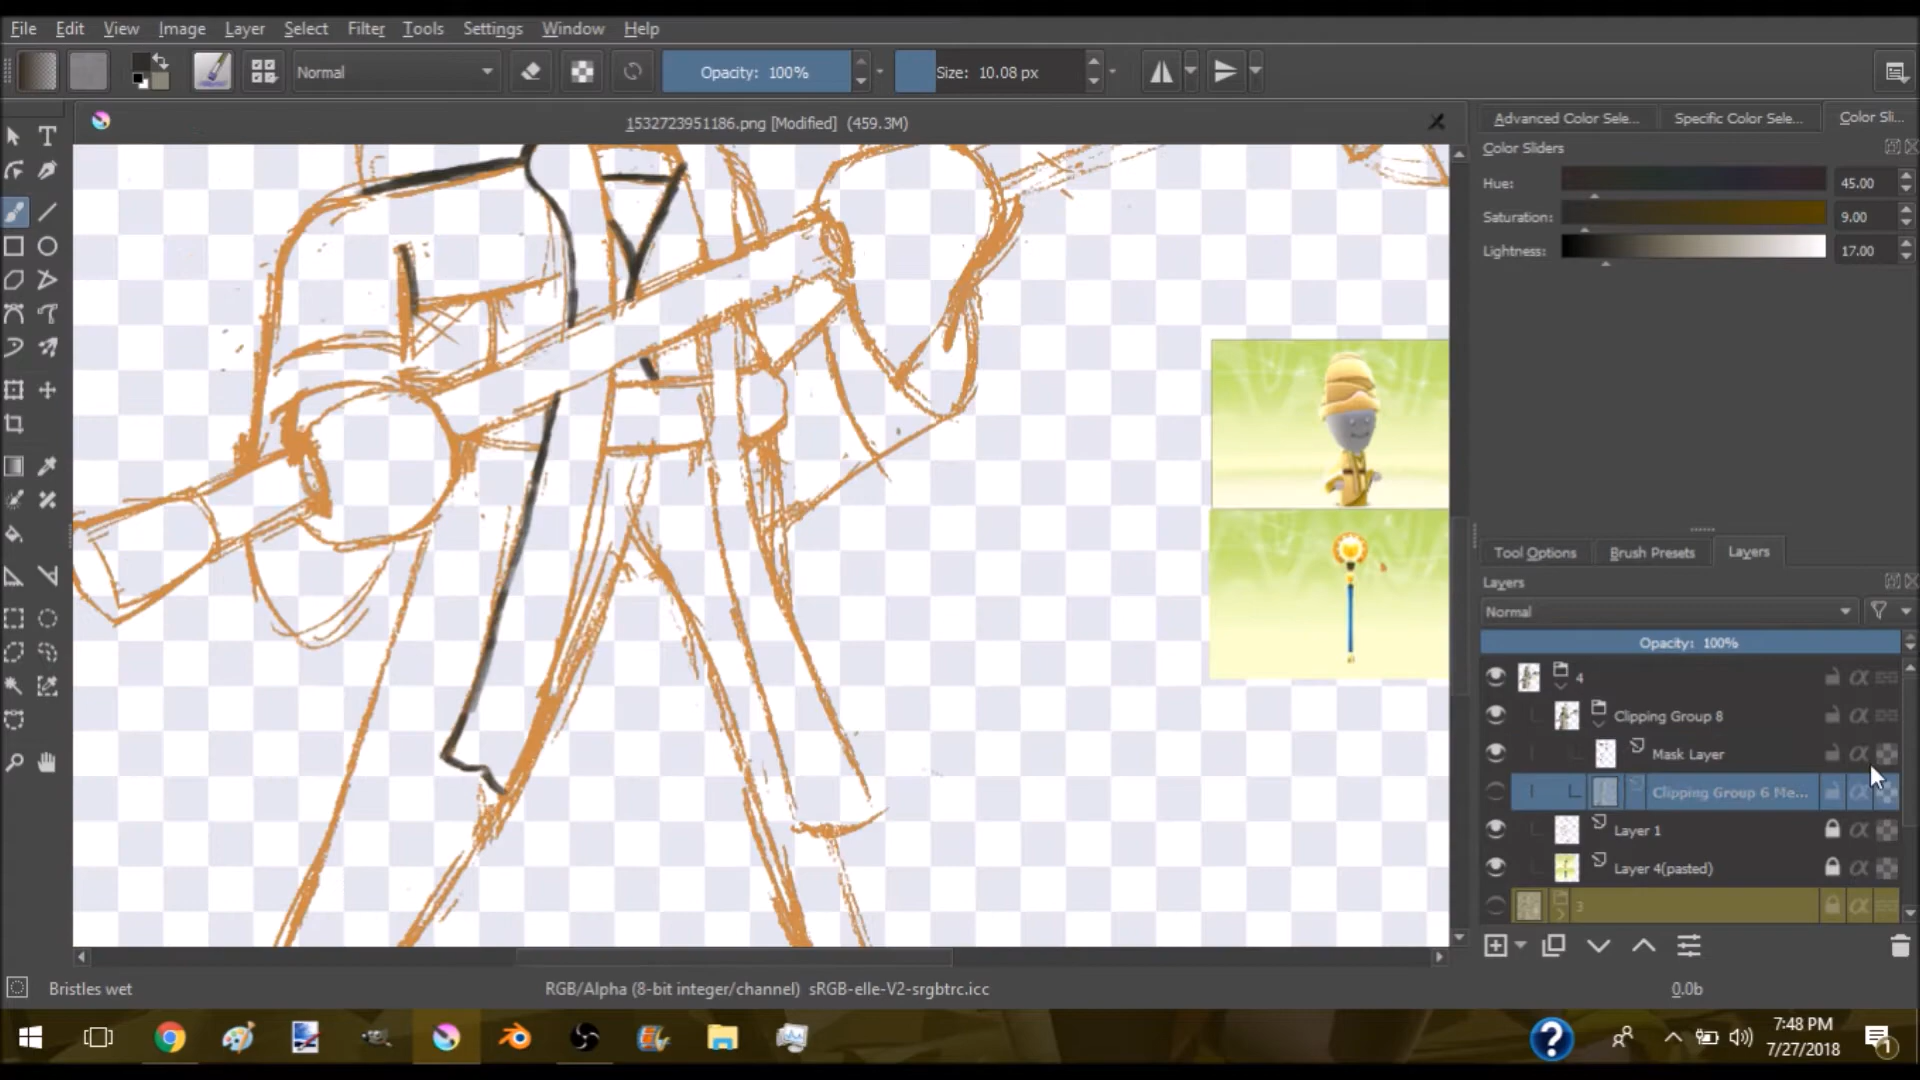 File Edit View Image Layer Select Filter Tools Settings Window Help
Normal Opacity: 100% Size: 10.08 px
1532723951186.png [Modified] (459.3M)
Advanced Color Sele... Specific Color Sele... Color Sli...
Color Sliders
Hue: 45.00
Saturation: 9.00
Lightness: 17.00
Tool Options Brush Presets Layers
Layers
Normal
Opacity: 100%
4
Clipping Group 8
Mask Layer
Clipping Group 6 Me...
Layer 1
Layer 4(pasted)
3
Bristles wet RGB/Alpha (8-bit integer/channel) sRGB-elle-V2-srgbtrc.icc 0.0b
7:48 PM
7/27/2018
1